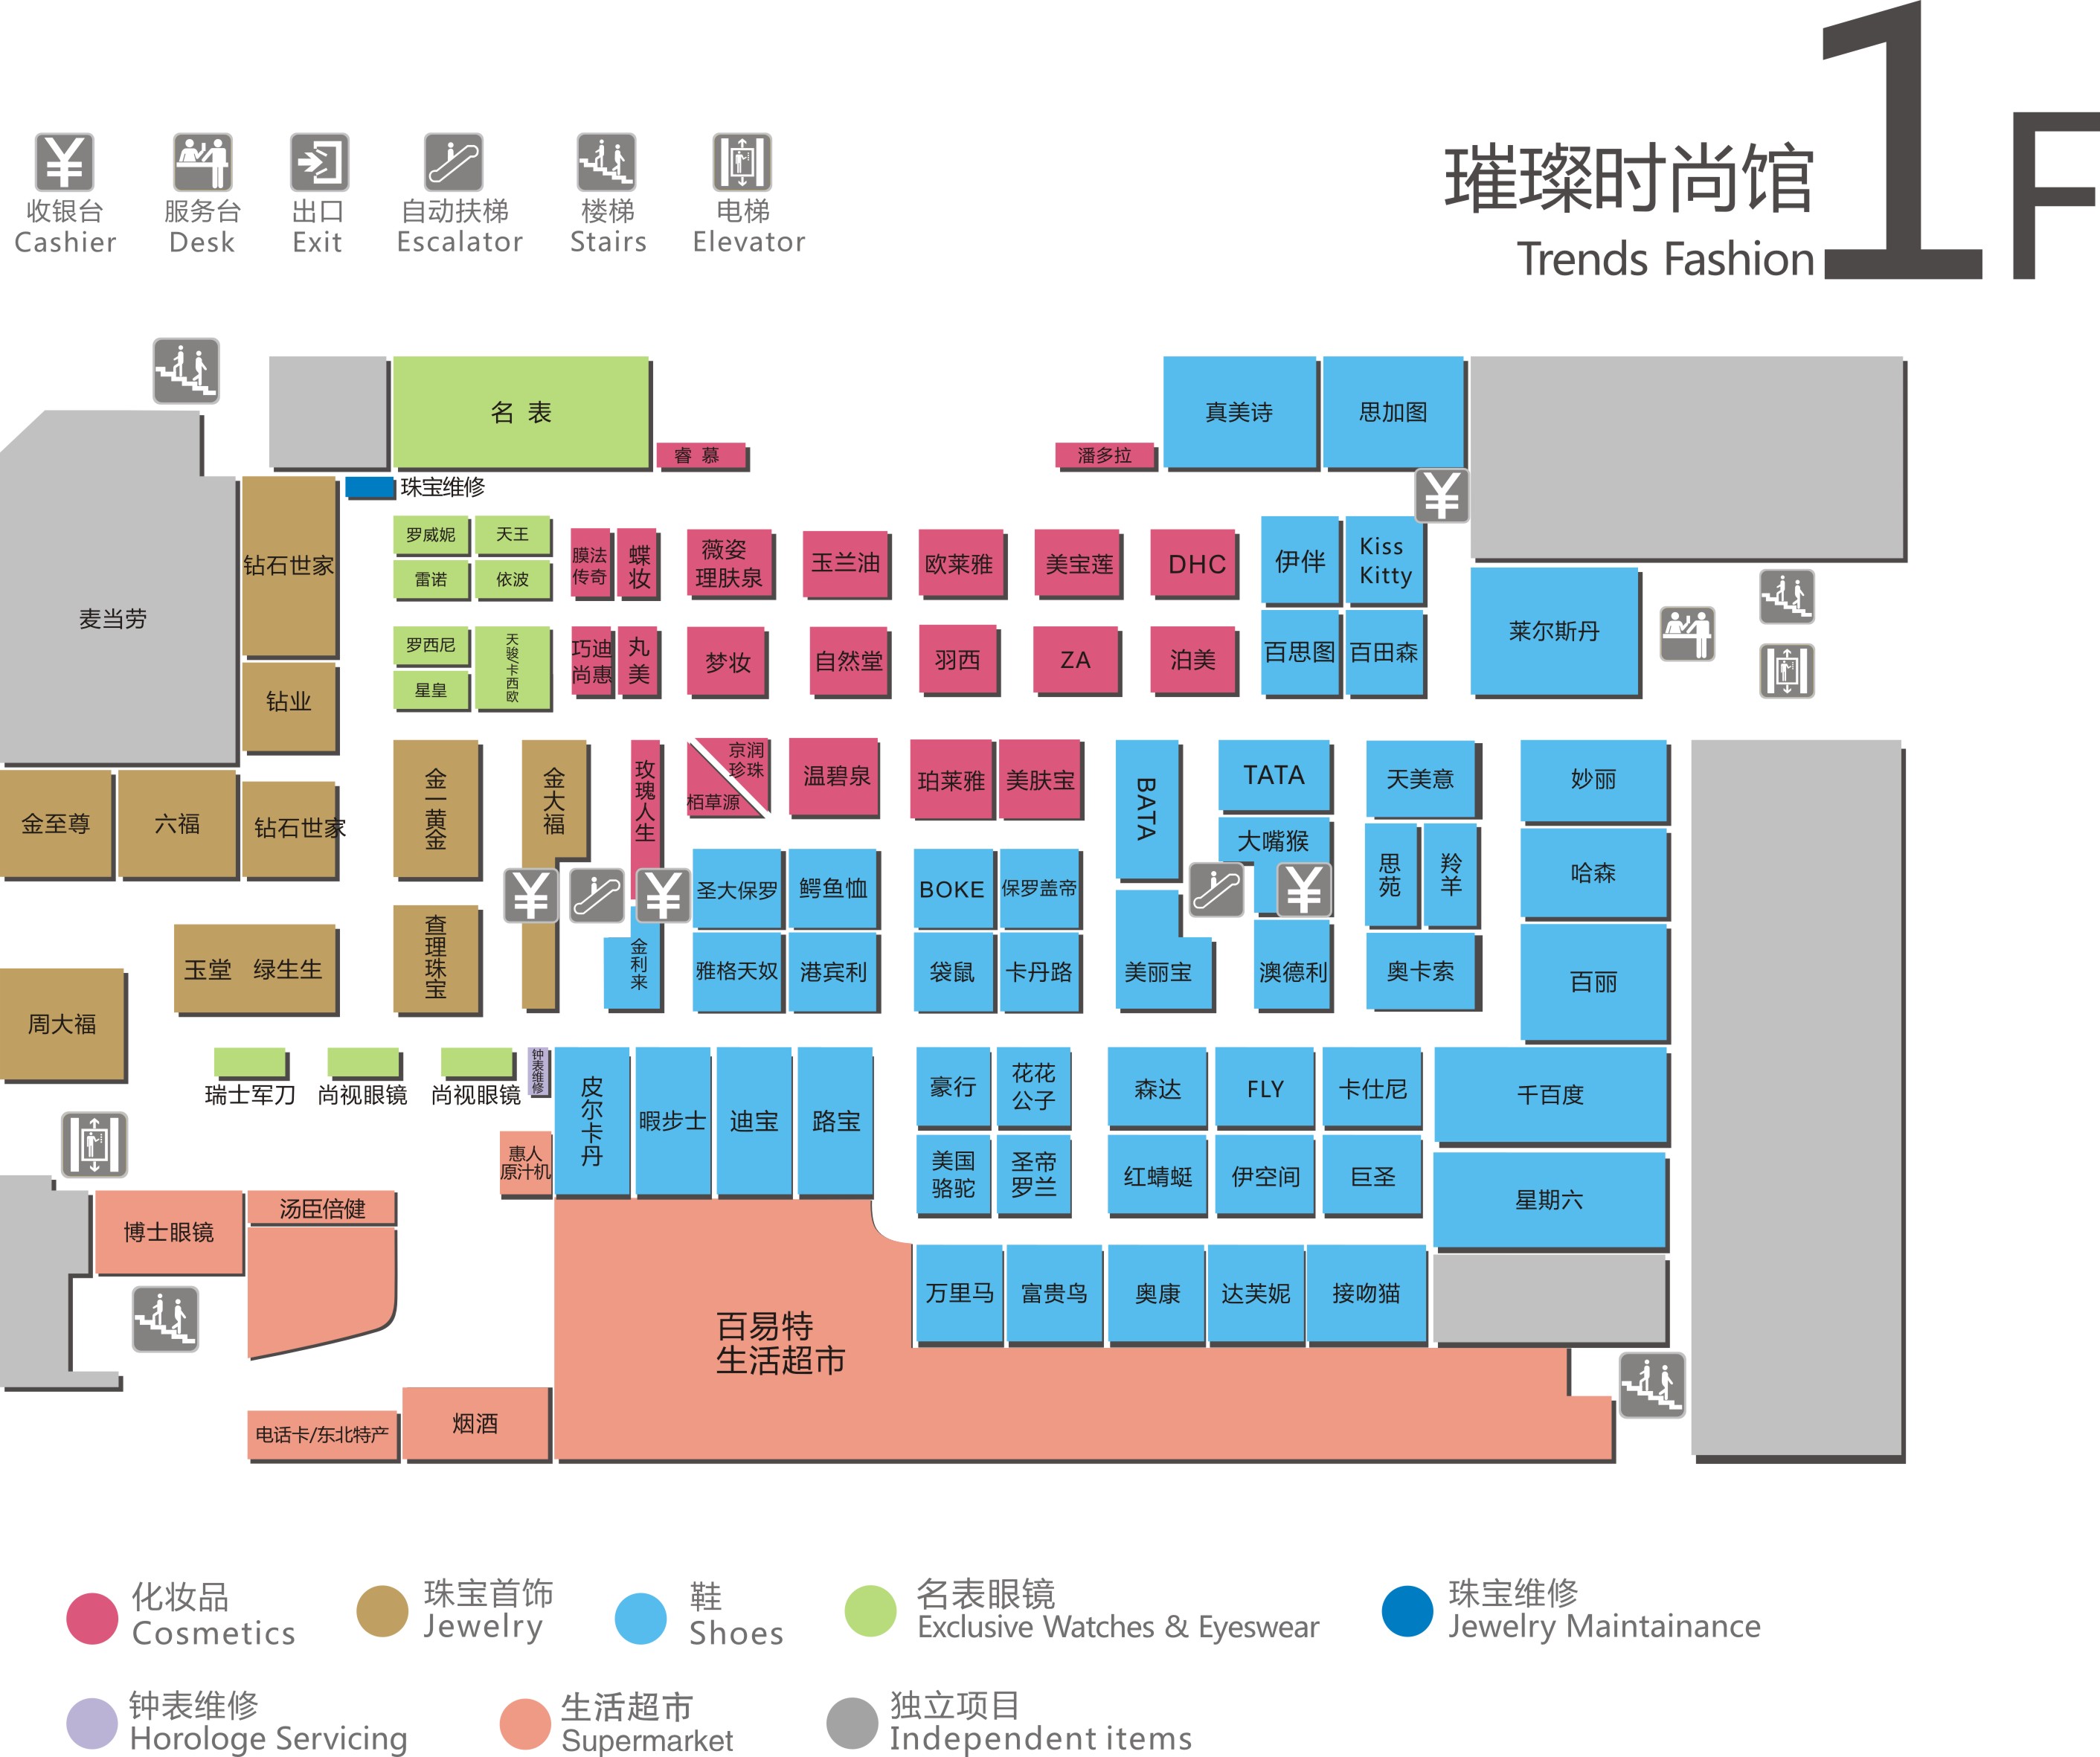 1F
璀璨时尚馆
Trends Fashion
收银台
Cashier
服务台
Desk
出口
Exit
自动扶梯
Escalator
楼梯
Stairs
电梯
Elevator
名 表
睿 慕
潘多拉
真美诗
思加图
珠宝维修
麦当劳
钻石世家
罗威妮
天王
雷诺
依波
膜法
传奇
蝶妆
薇姿
理肤泉
玉兰油
欧莱雅
美宝莲
DHC
伊伴
Kiss
Kitty
罗西尼
星皇
天骏/卡西欧
巧迪
尚惠
丸美
梦妆
自然堂
羽西
ZA
泊美
百思图
百田森
莱尔斯丹
钻业
金至尊
六福
钻石世家
金一黄金
金大福
玫瑰人生
京润
珍珠
栢草源
温碧泉
珀莱雅
美肤宝
BATA
TATA
大嘴猴
天美意
妙丽
思苑
羚羊
哈森
圣大保罗
鳄鱼恤
BOKE
保罗盖帝
玉堂 绿生生
查理珠宝
金利来
雅格天奴
港宾利
袋鼠
卡丹路
美丽宝
澳德利
奥卡索
百丽
周大福
瑞士军刀
尚视眼镜
尚视眼镜
钟表维修
皮尔卡丹
暇步士
迪宝
路宝
豪行
花花
公子
森达
FLY
卡仕尼
千百度
惠人
原汁机
美国
骆驼
圣帝
罗兰
红蜻蜓
伊空间
巨圣
星期六
博士眼镜
汤臣倍健
百易特
生活超市
万里马
富贵鸟
奥康
达芙妮
接吻猫
电话卡/东北特产
烟酒
化妆品
Cosmetics
珠宝首饰
Jewelry
鞋
Shoes
名表眼镜
Exclusive Watches & Eyeswear
珠宝维修
Jewelry Maintainance
钟表维修
Horologe Servicing
生活超市
Supermarket
独立项目
Independent items